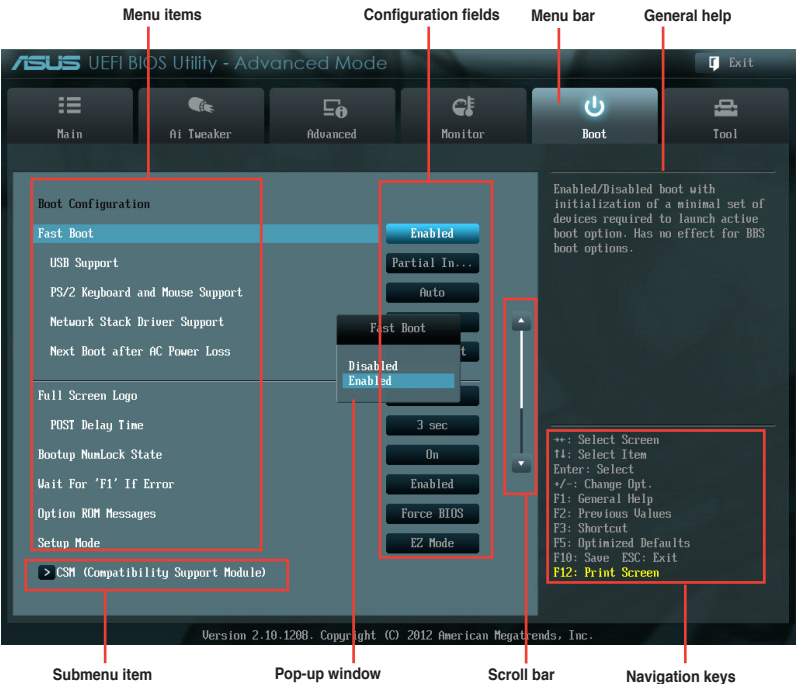 Menu items Configuration fields Menu bar General help
ASUS UEFI BIOS Utility - Advanced Mode Exit
Main Ai Tweaker Advanced Monitor Boot Tool
Boot Configuration
Fast Boot Enabled
USB Support Partial In...
PS/2 Keyboard and Mouse Support Auto
Network Stack Driver Support
Next Boot after AC Power Loss t
Fast Boot
Disabled
Enabled
Full Screen Logo
POST Delay Time 3 sec
Bootup NumLock State On
Wait For 'F1' If Error Enabled
Option ROM Messages Force BIOS
Setup Mode EZ Mode
> CSM (Compatibility Support Module)
Enabled/Disabled boot with
initialization of a minimal set of
devices required to launch active
boot option. Has no effect for BBS
boot options.
→←: Select Screen
↑↓: Select Item
Enter: Select
+/-: Change Opt.
F1: General Help
F2: Previous Values
F3: Shortcut
F5: Optimized Defaults
F10: Save ESC: Exit
F12: Print Screen
Version 2.10.1208. Copyright (C) 2012 American Megatrends, Inc.
Submenu item Pop-up window Scroll bar Navigation keys